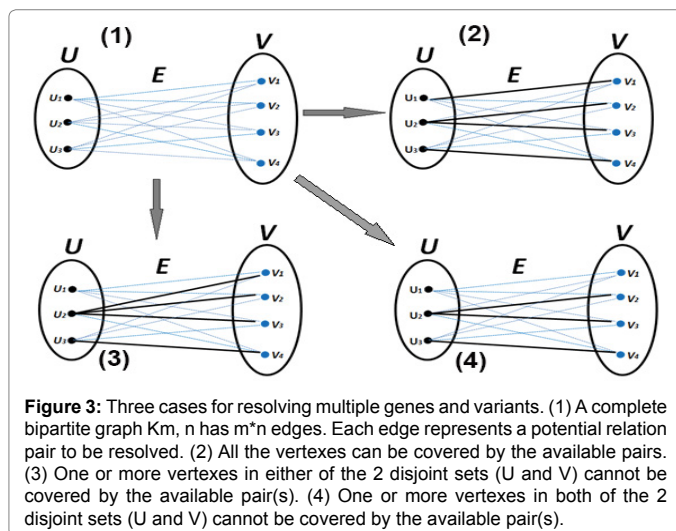 (1)
U
V
E
U₁
U₂
U₃
V₁
V₂
V₃
V₄
(2)
U
V
E
U₁
U₂
U₃
V₁
V₂
V₃
V₄
U
V
E
U₁
U₂
U₃
V₁
V₂
V₃
V₄
(3)
U
V
E
U₁
U₂
U₃
V₁
V₂
V₃
V₄
(4)
Figure 3: Three cases for resolving multiple genes and variants. (1) A complete
bipartite graph Km, n has m*n edges. Each edge represents a potential relation
pair to be resolved. (2) All the vertexes can be covered by the available pairs.
(3) One or more vertexes in either of the 2 disjoint sets (U and V) cannot be
covered by the available pair(s). (4) One or more vertexes in both of the 2
disjoint sets (U and V) cannot be covered by the available pair(s).